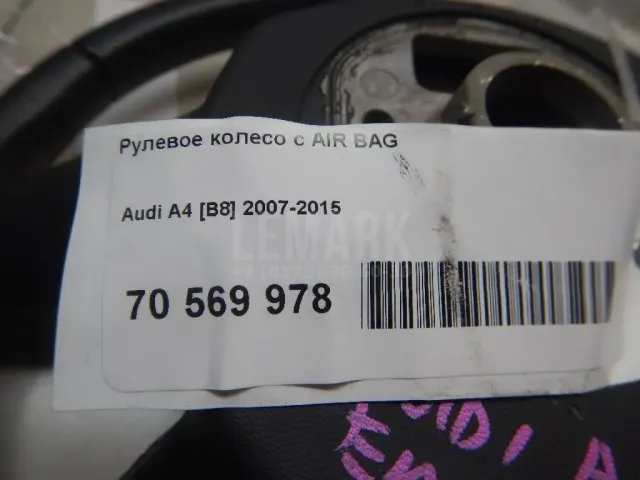 Рулевое колесо с AIR BAG
Audi A4 [B8] 2007-2015
LEMARK
70 569 978